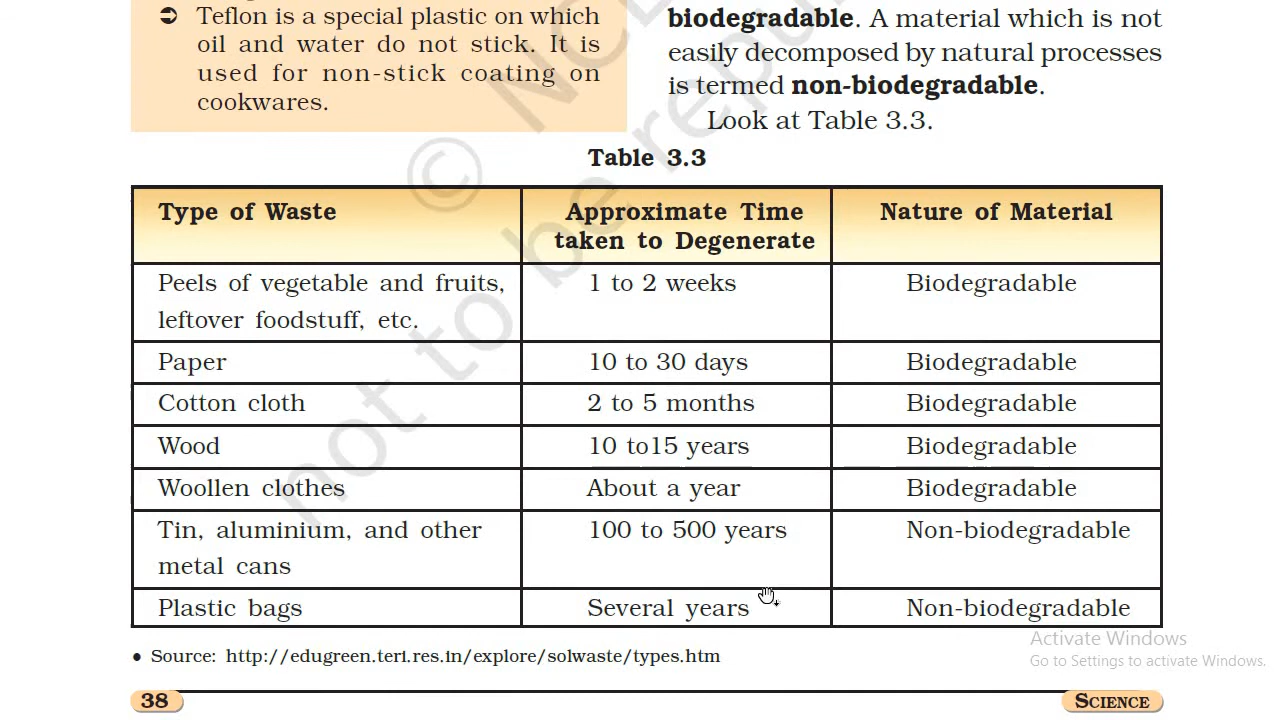 ➲ Teflon is a special plastic on which
oil and water do not stick. It is
used for non-stick coating on
cookwares.
biodegradable. A material which is not
easily decomposed by natural processes
is termed non-biodegradable.
Look at Table 3.3.
Table 3.3
Type of Waste
Approximate Time
taken to Degenerate
Nature of Material
Peels of vegetable and fruits,
leftover foodstuff, etc.
1 to 2 weeks
Biodegradable
Paper
10 to 30 days
Biodegradable
Cotton cloth
2 to 5 months
Biodegradable
Wood
10 to15 years
Biodegradable
Woollen clothes
About a year
Biodegradable
Tin, aluminium, and other
metal cans
100 to 500 years
Non-biodegradable
Plastic bags
Several years
Non-biodegradable
• Source: http://edugreen.teri.res.in/explore/solwaste/types.htm
38
SCIENCE
Activate Windows
Go to Settings to activate Windows.
©
not to be